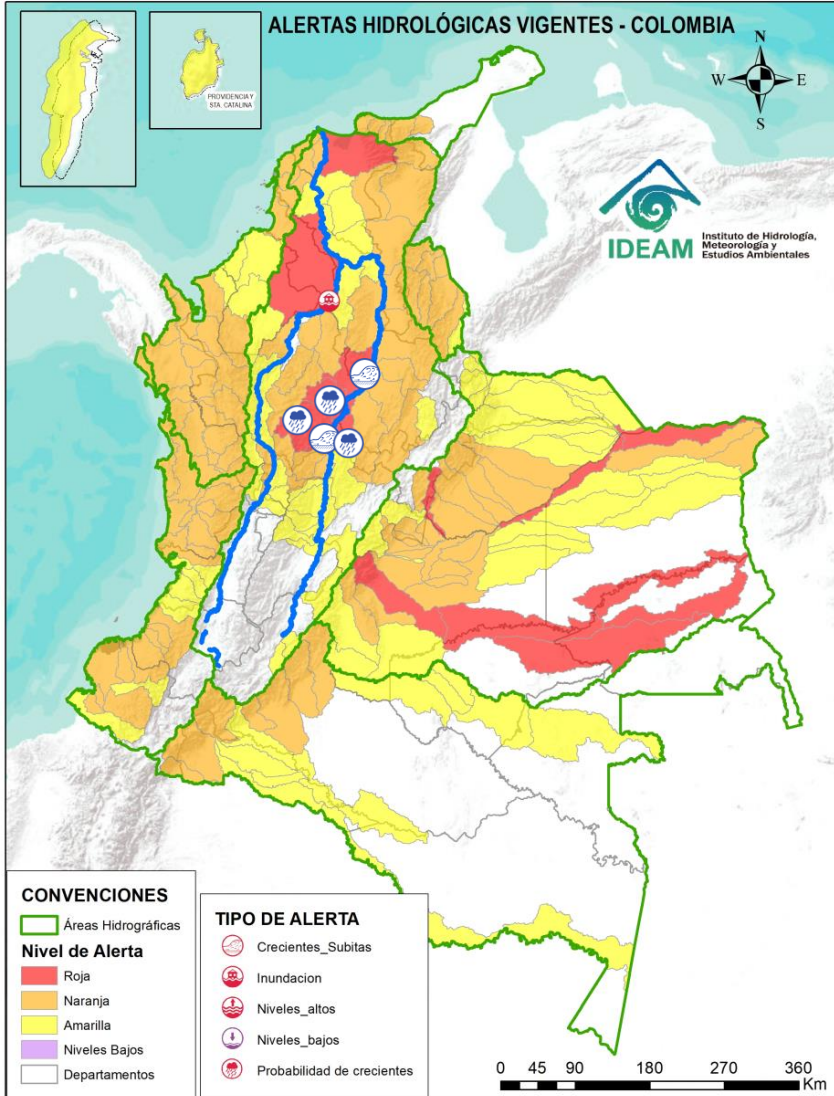 ALERTAS HIDROLÓGICAS VIGENTES - COLOMBIA
PROVIDENCIA Y
STA. CATALINA
N
W
E
S
IDEAM
Instituto de Hidrología,
Meteorología y
Estudios Ambientales
CONVENCIONES
Áreas Hidrográficas
Nivel de Alerta
Roja
Naranja
Amarilla
Niveles Bajos
Departamentos
TIPO DE ALERTA
Crecientes_Subitas
Inundacion
Niveles_altos
Niveles_bajos
Probabilidad de crecientes
0 45 90 180 270 360
Km